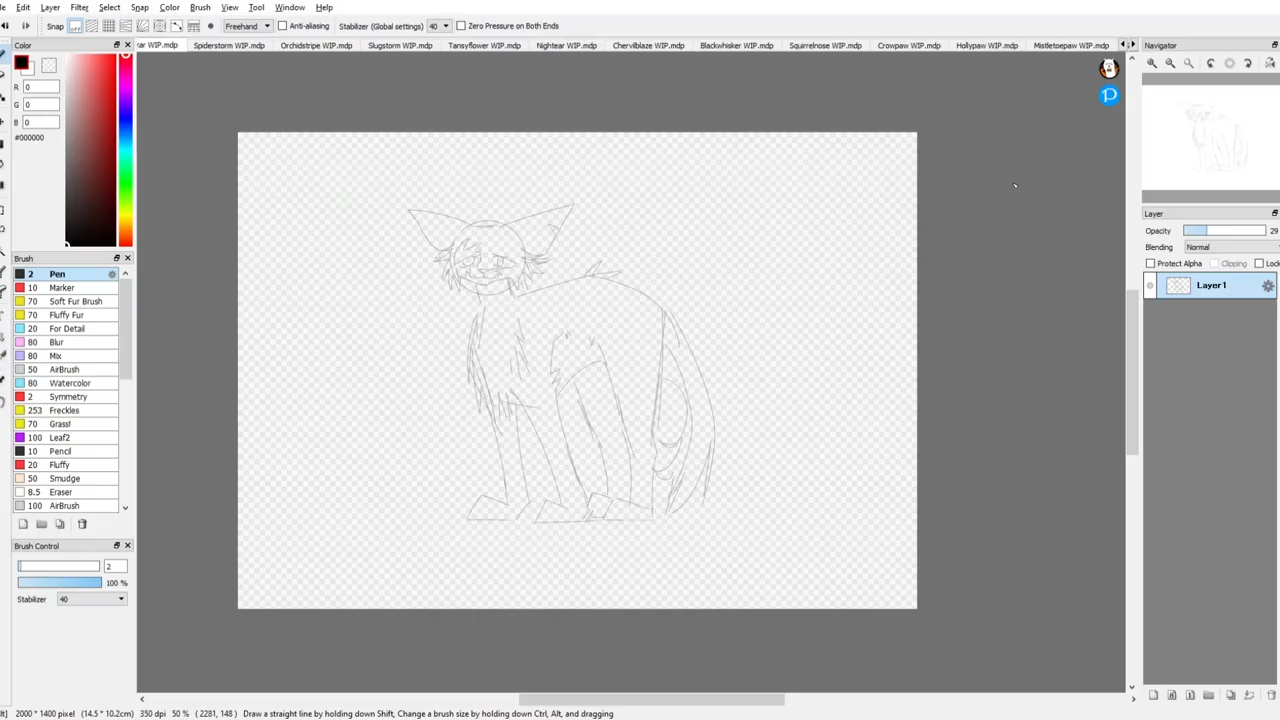 le Edit Layer Filter Select Snap Color Brush View Tool Window Help
Snap off Freehand Anti-aliasing Stabilizer (Global settings) 40 Zero Pressure on Both Ends
Color
ar WIP.mdp Spiderstorm WIP.mdp Orchidstripe WIP.mdp Slugstorm WIP.mdp Tansyflower WIP.mdp Nightear WIP.mdp Chervilblaze WIP.mdp Blackwhisker WIP.mdp Squirrelnose WIP.mdp Crowpaw WIP.mdp Hollypaw WIP.mdp Mistletoepaw WIP.mdp
Navigator
R 0
G 0
B 0
#000000
Brush
2 Pen
10 Marker
70 Soft Fur Brush
70 Fluffy Fur
20 For Detail
80 Blur
80 Mix
50 AirBrush
80 Watercolor
2 Symmetry
253 Freckles
70 Grass!
100 Leaf2
10 Pencil
20 Fluffy
50 Smudge
8.5 Eraser
100 AirBrush
Brush Control
2
100 %
Stabilizer 40
Layer
Opacity 29
Blending Normal
Protect Alpha Clipping Lock
Layer1
lt] 2000 * 1400 pixel (14.5 * 10.2cm) 350 dpi 50 % ( 2281, 148 ) Draw a straight line by holding down Shift, Change a brush size by holding down Ctrl, Alt, and dragging